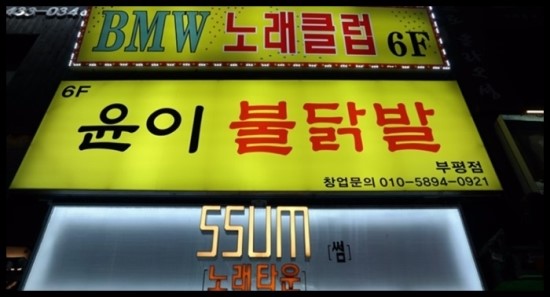 BMW 노래클럽 6F
6F
윤이 불닭발
부평점
창업문의 010-5894-0921
SSUM [썸]
[노래타운]